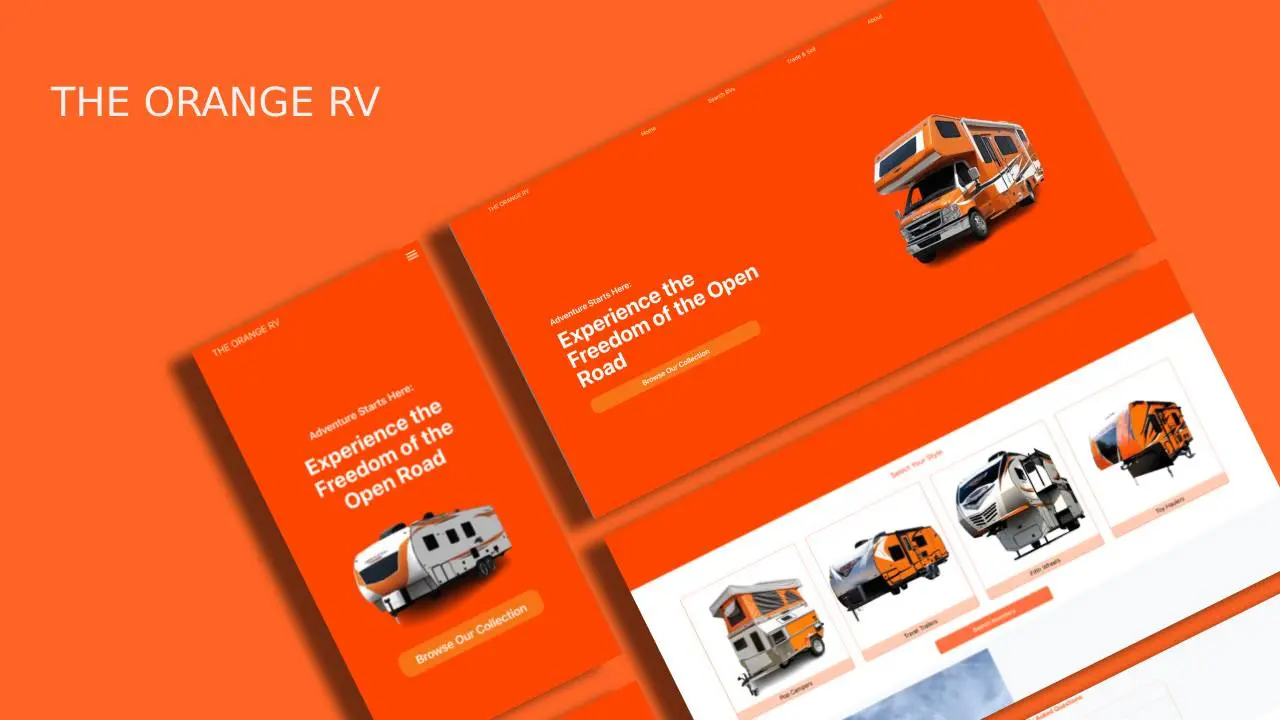 THE ORANGE RV
THE ORANGE RV
Home
Search RVs
Trade & Sell
About
Adventure Starts Here:
Experience the
Freedom of the Open
Road
Browse Our Collection
THE ORANGE RV
Adventure Starts Here:
Experience the
Freedom of the
Open Road
Browse Our Collection
Select Your Style
Pop Campers
Travel Trailers
Fifth Wheels
Toy Haulers
Search Inventory
Asked Questions